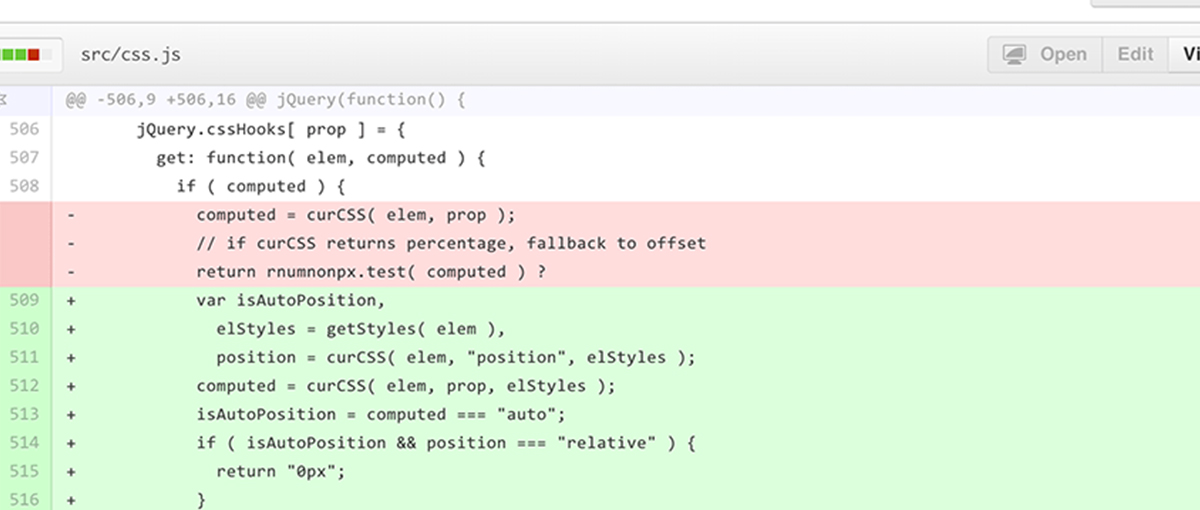 src/css.js Open Edit
@@ -506,9 +506,16 @@ jQuery(function() {
506 jQuery.cssHooks[ prop ] = {
507 get: function( elem, computed ) {
508 if ( computed ) {
- computed = curCSS( elem, prop );
- // if curCSS returns percentage, fallback to offset
- return rnumnonpx.test( computed ) ?
509 + var isAutoPosition,
510 + elStyles = getStyles( elem ),
511 + position = curCSS( elem, "position", elStyles );
512 + computed = curCSS( elem, prop, elStyles );
513 + isAutoPosition = computed === "auto";
514 + if ( isAutoPosition && position === "relative" ) {
515 + return "0px";
516 + }